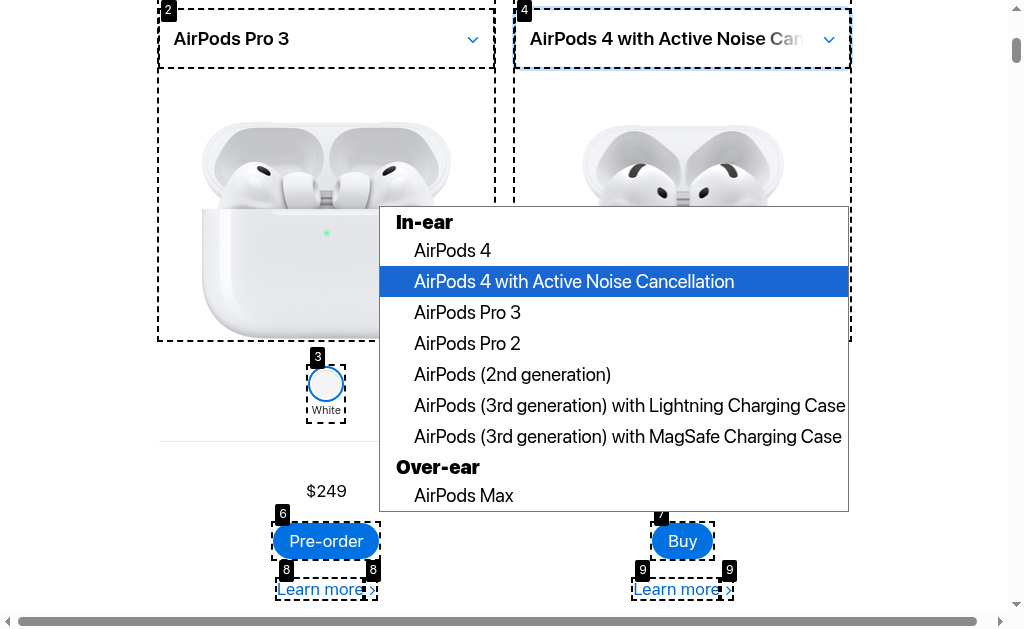 2
4
AirPods Pro 3
AirPods 4 with Active Noise Can
In-ear
AirPods 4
AirPods 4 with Active Noise Cancellation
AirPods Pro 3
AirPods Pro 2
AirPods (2nd generation)
AirPods (3rd generation) with Lightning Charging Case
AirPods (3rd generation) with MagSafe Charging Case
Over-ear
AirPods Max
3
White
$249
6
7
Pre-order
Buy
8 8
9 9
Learn more >
Learn more >